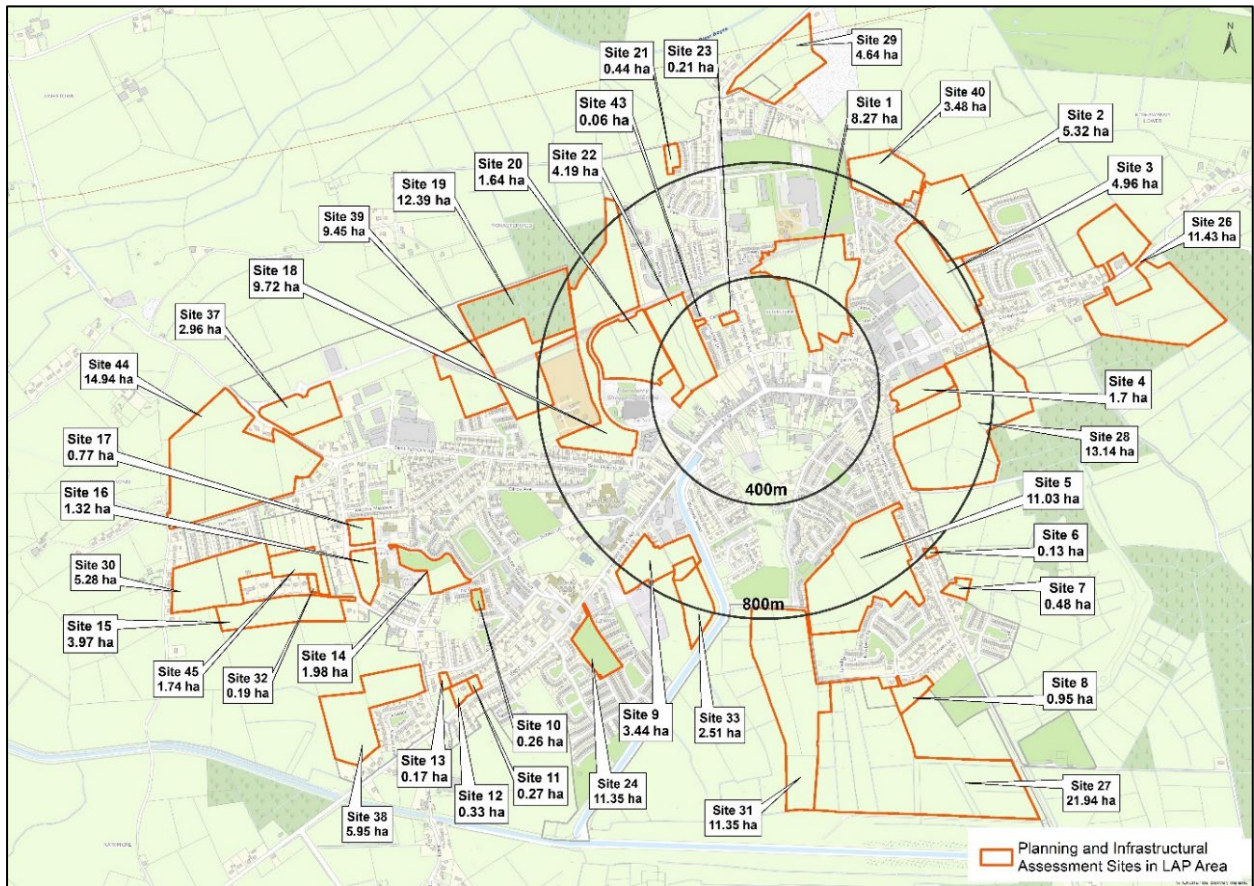 Site 21
0.44 ha
Site 23
0.21 ha
Site 29
4.64 ha
Site 43
0.06 ha
Site 1
8.27 ha
Site 40
3.48 ha
Site 2
5.32 ha
Site 20
1.64 ha
Site 22
4.19 ha
Site 3
4.96 ha
Site 19
12.39 ha
Site 39
9.45 ha
Site 26
11.43 ha
Site 18
9.72 ha
Site 37
2.96 ha
Site 44
14.94 ha
Site 4
1.7 ha
Site 28
13.14 ha
Site 17
0.77 ha
Site 16
1.32 ha
400m
Site 5
11.03 ha
Site 6
0.13 ha
Site 30
5.28 ha
Site 7
0.48 ha
800m
Site 15
3.97 ha
Site 45
1.74 ha
Site 32
0.19 ha
Site 14
1.98 ha
Site 8
0.95 ha
Site 10
0.26 ha
Site 9
3.44 ha
Site 33
2.51 ha
Site 13
0.17 ha
Site 11
0.27 ha
Site 12
0.33 ha
Site 24
11.35 ha
Site 31
11.35 ha
Site 27
21.94 ha
Site 38
5.95 ha
N
Planning and Infrastructural
Assessment Sites in LAP Area